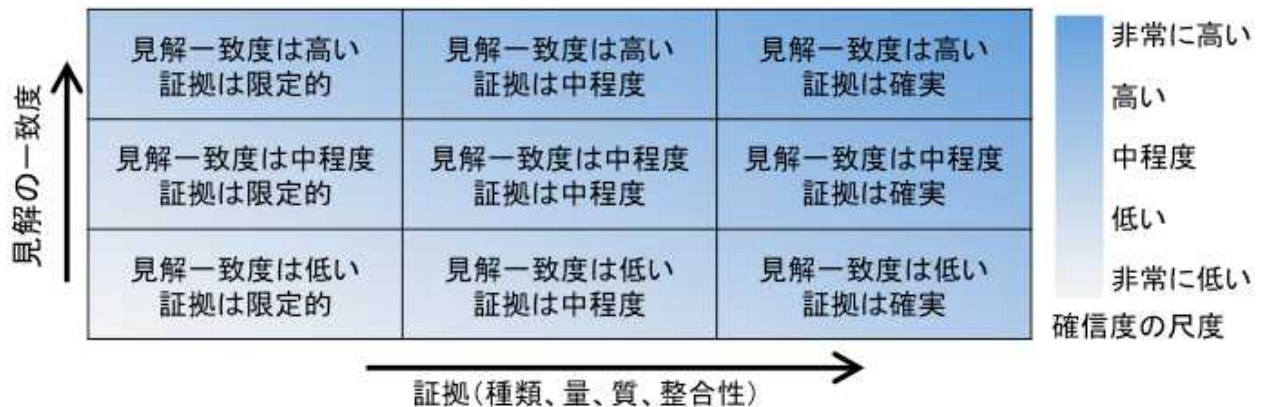 見解一致度は高い
証拠は限定的
見解一致度は高い
証拠は中程度
見解一致度は高い
証拠は確実
見解一致度は中程度
証拠は限定的
見解一致度は中程度
証拠は中程度
見解一致度は中程度
証拠は確実
見解一致度は低い
証拠は限定的
見解一致度は低い
証拠は中程度
見解一致度は低い
証拠は確実
見解の一致度
証拠(種類、量、質、整合性)
非常に高い
高い
中程度
低い
非常に低い
確信度の尺度